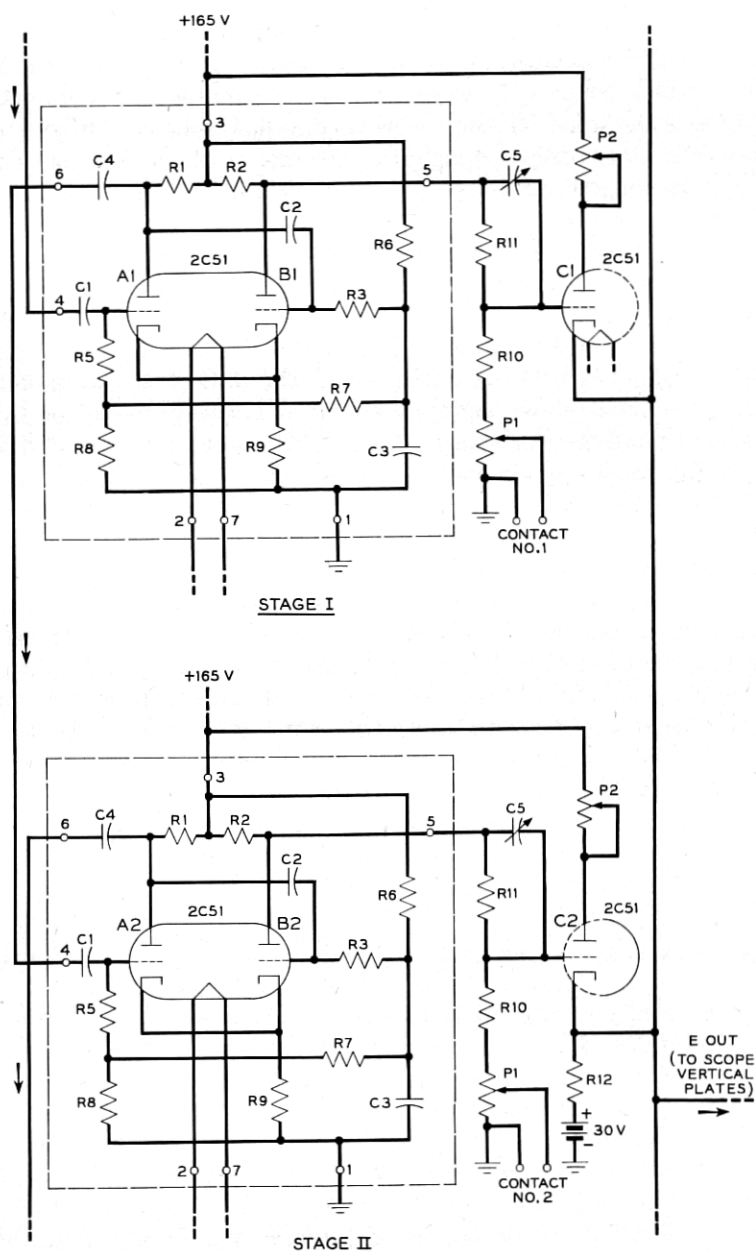 +165 V
3
P2
6
C4
R1
R2
5
C5
C2
R6
R11
A1
2C51
B1
C1
2C51
4
C1
R3
R5
R10
R7
P1
R8
R9
C3
2
7
1
CONTACT
NO.1
STAGE I
+165 V
3
P2
6
C4
R1
R2
5
C5
C2
R6
R11
A2
2C51
B2
C2
2C51
4
C1
R3
R5
R10
R7
E OUT
(TO SCOPE
VERTICAL
PLATES)
P1
R12
R8
R9
C3
+
30 V
-
2
7
1
CONTACT
NO. 2
STAGE II